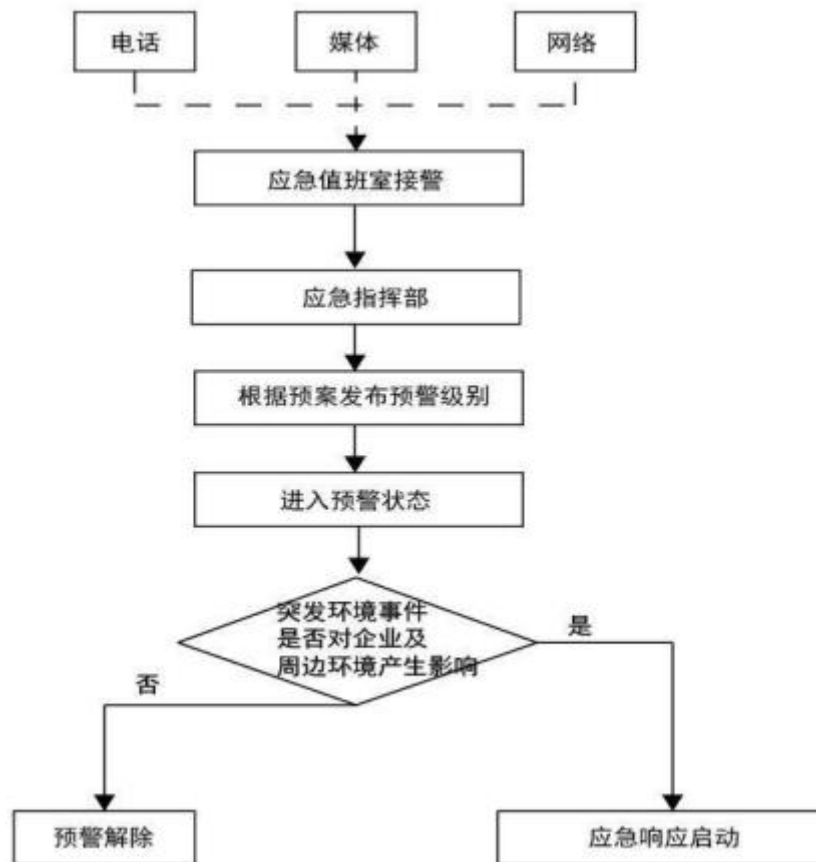 电话
媒体
网络
应急值班室接警
应急指挥部
根据预案发布预警级别
进入预警状态
突发环境事件
是否对企业及
周边环境产生影响
是
否
预警解除
应急响应启动